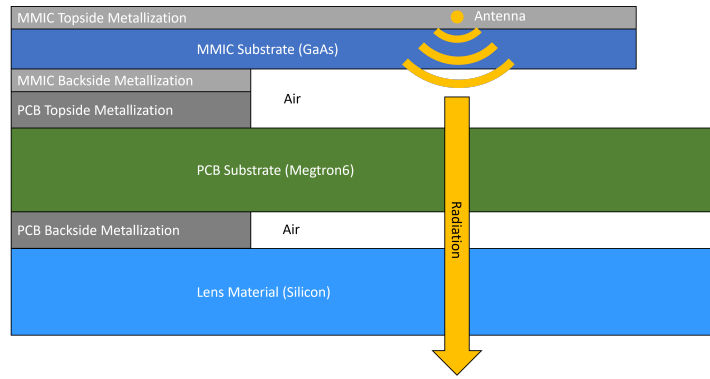 MMIC Topside Metallization
Antenna
MMIC Substrate (GaAs)
MMIC Backside Metallization
Air
PCB Topside Metallization
PCB Substrate (Megtron6)
Radiation
PCB Backside Metallization
Air
Lens Material (Silicon)